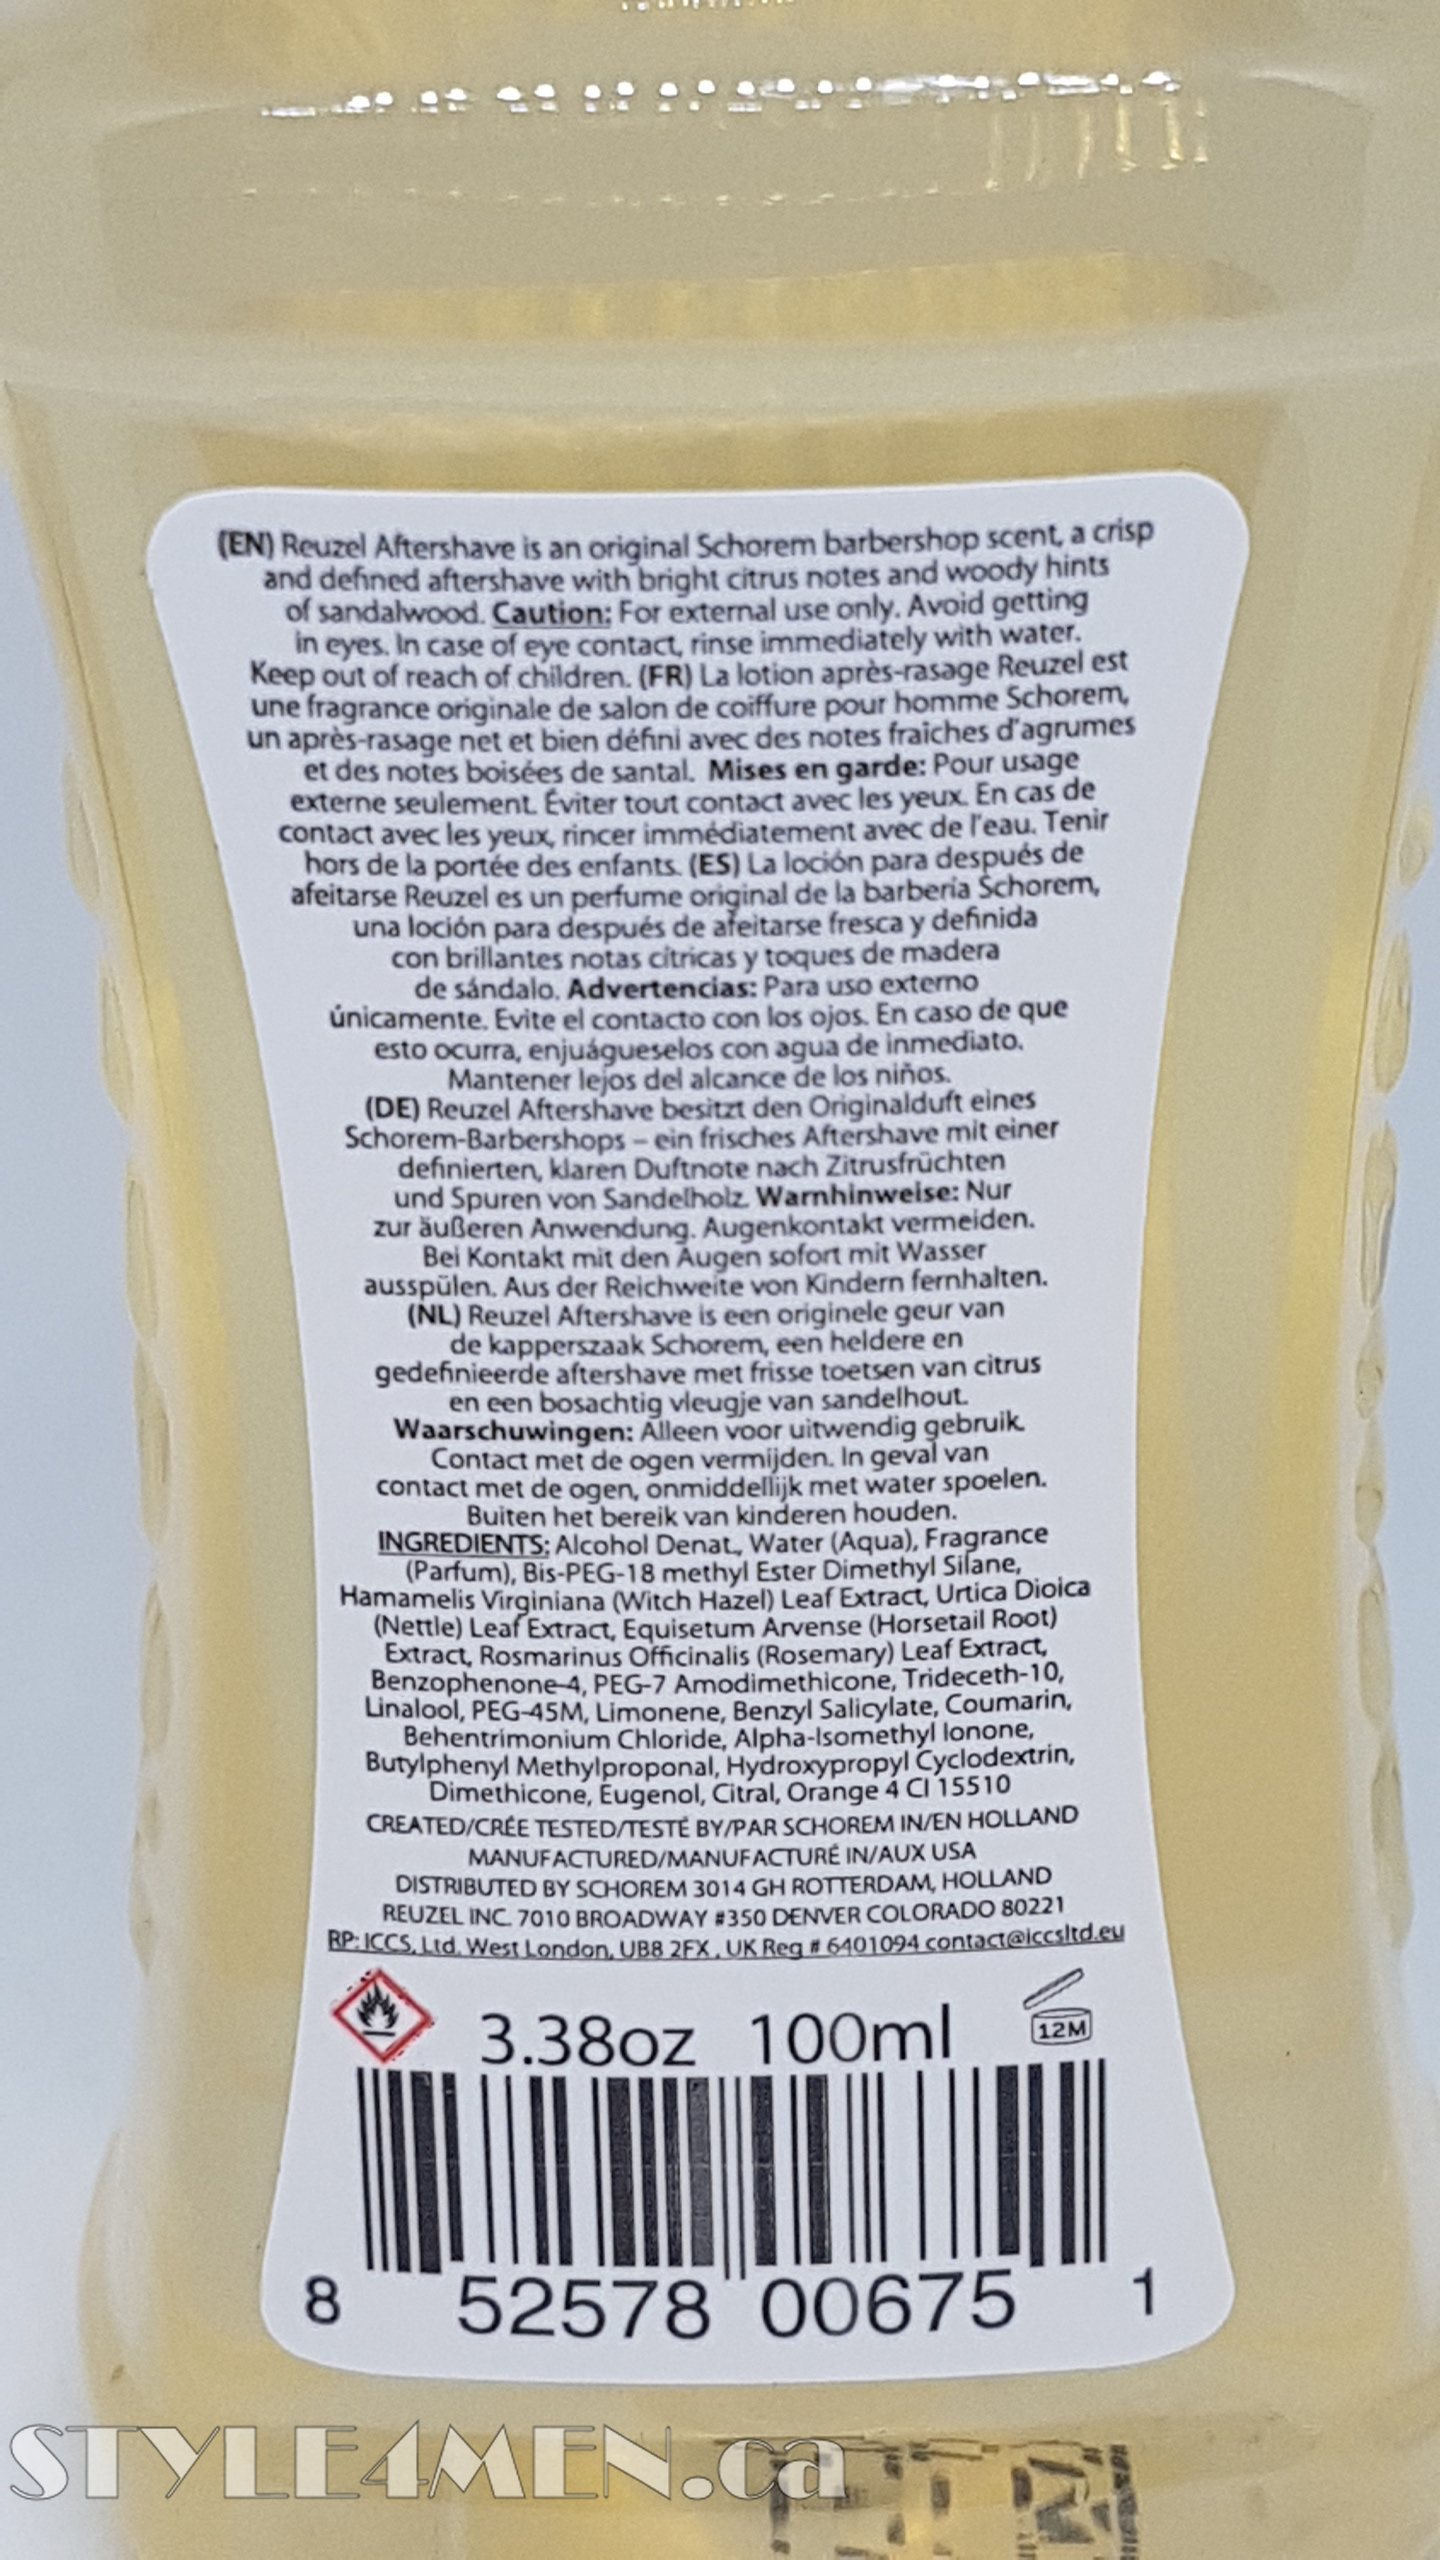 (EN) Reuzel Aftershave is an original Schorem barbershop scent, a crisp
and defined aftershave with bright citrus notes and woody hints
of sandalwood. Caution: For external use only. Avoid getting
in eyes. In case of eye contact, rinse immediately with water.
Keep out of reach of children. (FR) La lotion après-rasage Reuzel est
une fragrance originale de salon de coiffure pour homme Schorem,
un après-rasage net et bien défini avec des notes fraîches d'agrumes
et des notes boisées de santal. Mises en garde: Pour usage
externe seulement. Éviter tout contact avec les yeux. En cas de
contact avec les yeux, rincer immédiatement avec de l'eau. Tenir
hors de la portée des enfants. (ES) La loción para después de
afeitarse Reuzel es un perfume original de la barbería Schorem,
una loción para después de afeitarse fresca y definida
con brillantes notas cítricas y toques de madera
de sándalo. Advertencias: Para uso externo
únicamente. Evite el contacto con los ojos. En caso de que
esto ocurra, enjuágueselos con agua de inmediato.
Mantener lejos del alcance de los niños.
(DE) Reuzel Aftershave besitzt den Originalduft eines
Schorem-Barbershops – ein frisches Aftershave mit einer
definierten, klaren Duftnote nach Zitrusfrüchten
und Spuren von Sandelholz. Warnhinweise: Nur
zur äußeren Anwendung. Augenkontakt vermeiden.
Bei Kontakt mit den Augen sofort mit Wasser
ausspülen. Aus der Reichweite von Kindern fernhalten.
(NL) Reuzel Aftershave is een originele geur van
de kapperszaak Schorem, een heldere en
gedefinieerde aftershave met frisse toetsen van citrus
en een bosachtig vleugje van sandelhout.
Waarschuwingen: Alleen voor uitwendig gebruik.
Contact met de ogen vermijden. In geval van
contact met de ogen, onmiddellijk met water spoelen.
Buiten het bereik van kinderen houden.
INGREDIENTS: Alcohol Denat., Water (Aqua), Fragrance
(Parfum), Bis-PEG-18 methyl Ester Dimethyl Silane,
Hamamelis Virginiana (Witch Hazel) Leaf Extract, Urtica Dioica
(Nettle) Leaf Extract, Equisetum Arvense (Horsetail Root)
Extract, Rosmarinus Officinalis (Rosemary) Leaf Extract,
Benzophenone-4, PEG-7 Amodimethicone, Trideceth-10,
Linalool, PEG-45M, Limonene, Benzyl Salicylate, Coumarin,
Behentrimonium Chloride, Alpha-Isomethyl Ionone,
Butylphenyl Methylproponal, Hydroxypropyl Cyclodextrin,
Dimethicone, Eugenol, Citral, Orange 4 CI 15510
CREATED/CRÉE TESTED/TESTÉ BY/PAR SCHOREM IN/EN HOLLAND
MANUFACTURED/MANUFACTURÉ IN/AUX USA
DISTRIBUTED BY SCHOREM 3014 GH ROTTERDAM, HOLLAND
REUZEL INC. 7010 BROADWAY #350 DENVER COLORADO 80221
RP: ICCS, Ltd. West London, UB8 2FX, UK Reg # 6401094 contact@iccsltd.eu
3.38oz 100ml 12M
8 52578 00675 1
STYLE4MEN.ca